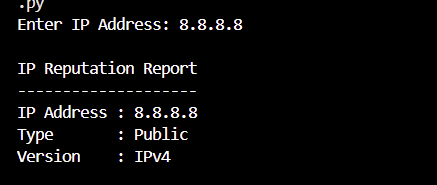 .py
Enter IP Address: 8.8.8.8
IP Reputation Report
--------------------
IP Address : 8.8.8.8
Type       : Public
Version    : IPv4